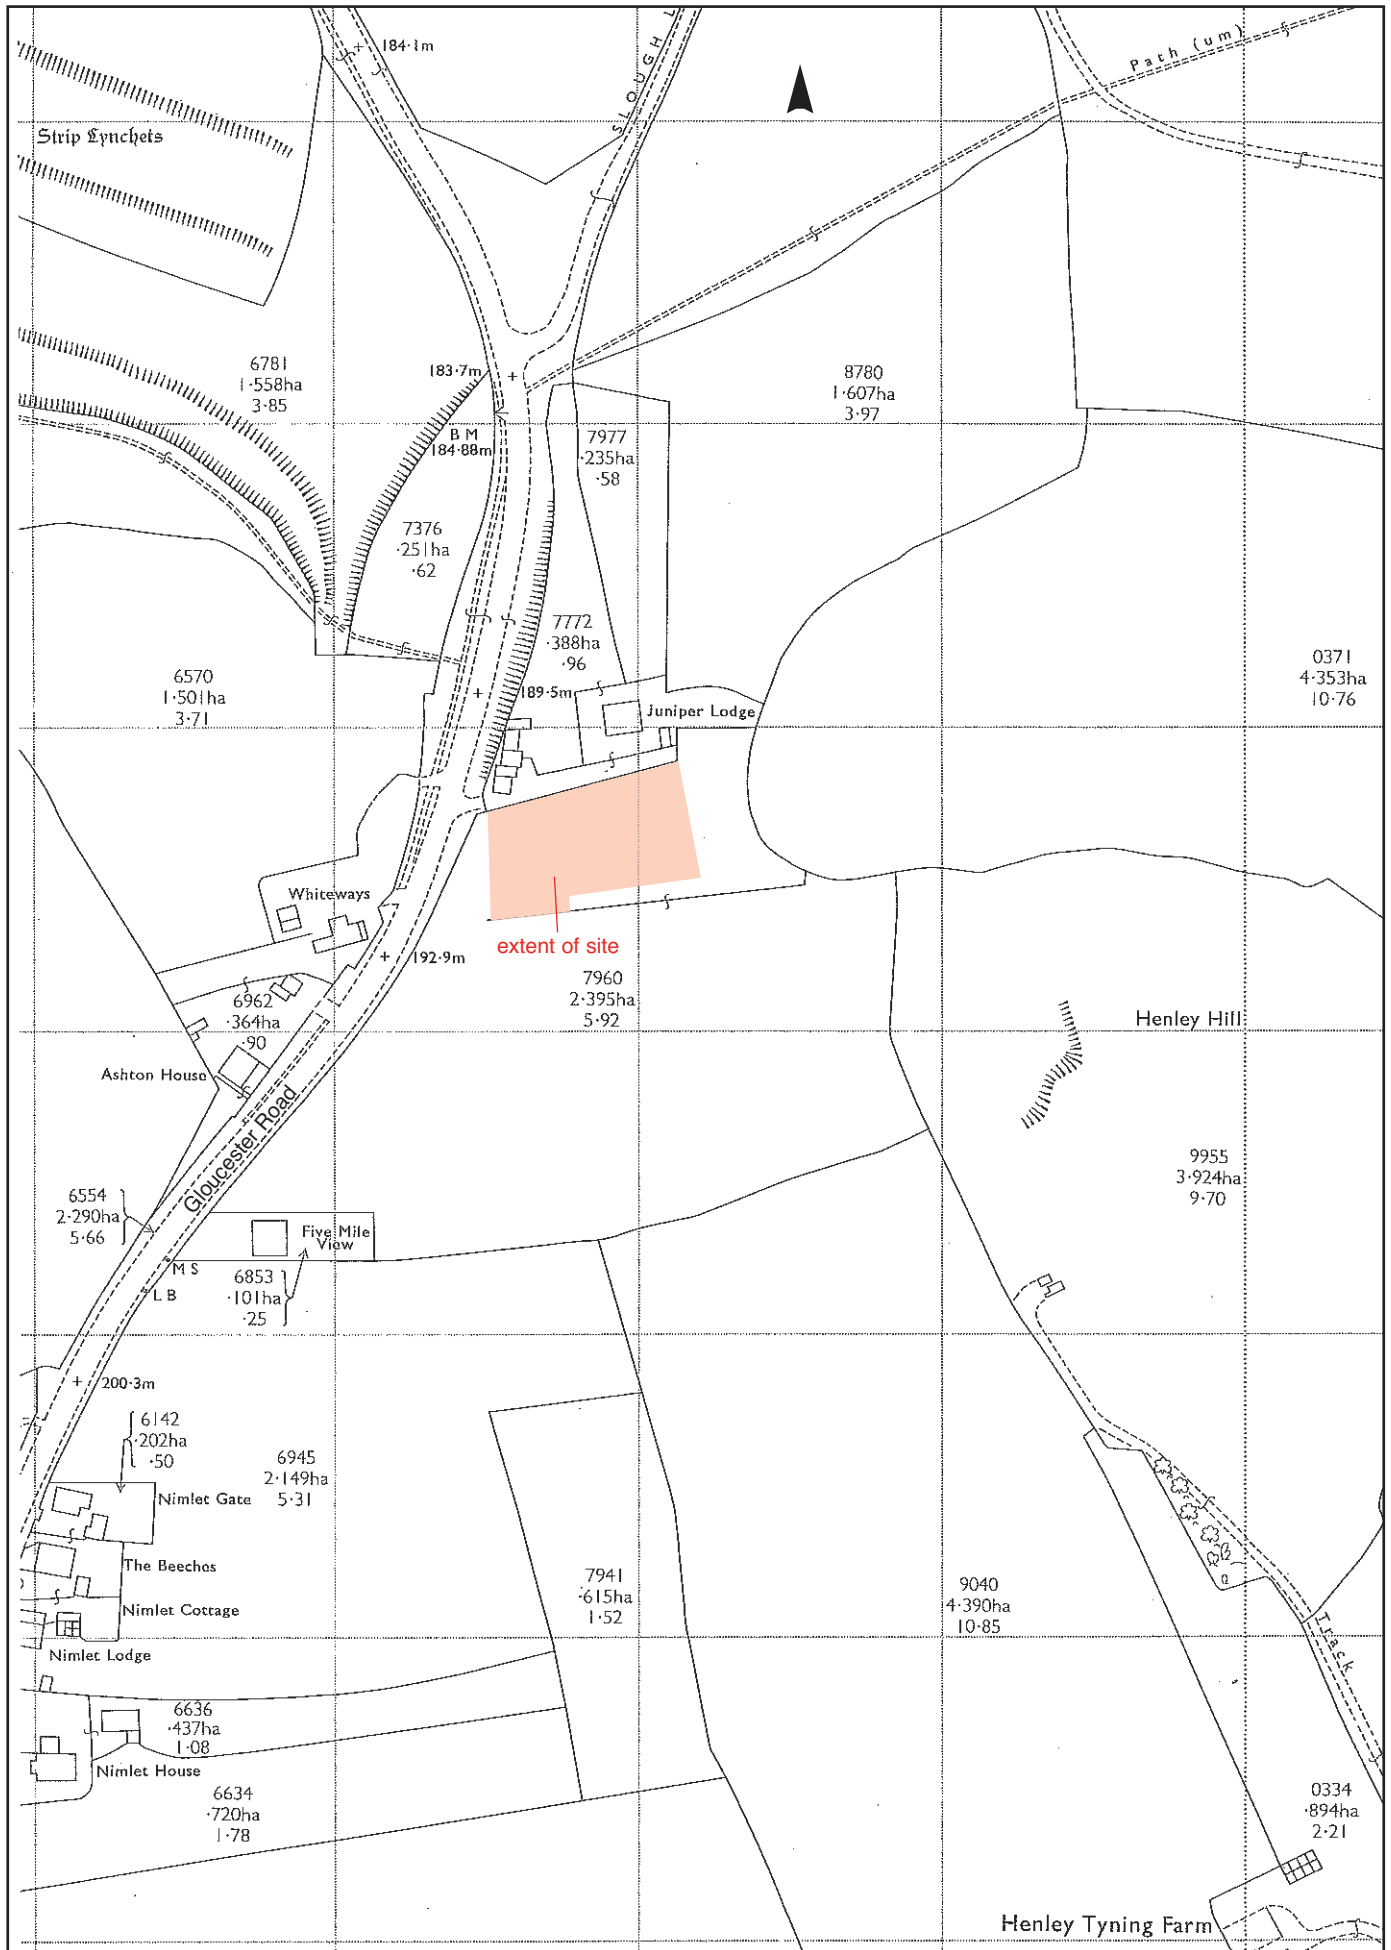 184·1m
SLOUGH L
Path (um)
Strip Lynchets
6781
1·558ha
3·85
183·7m
8780
1·607ha
3·97
B M
184·88m
7977
·235ha
·58
7376
·251ha
·62
7772
·388ha
·96
6570
1·501ha
3·71
0371
4·353ha
10·76
189·5m
Juniper Lodge
Whiteways
extent of site
192·9m
7960
2·395ha
5·92
6962
·364ha
·90
Henley Hill
Ashton House
Gloucester Road
9955
3·924ha
9·70
6554
2·290ha
5·66
Five Mile
View
M S
L B
6853
·101ha
·25
200·3m
6142
·202ha
·50
6945
2·149ha
5·31
Nimlet Gate
The Beeches
7941
·615ha
1·52
9040
4·390ha
10·85
Nimlet Cottage
Track
Nimlet Lodge
6636
·437ha
1·08
Nimlet House
6634
·720ha
1·78
0334
·894ha
2·21
Henley Tyning Farm